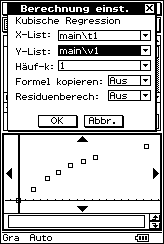 Berechnung einst.
Kubische Regression
X-List: main\t1
Y-List: main\v1
Häuf-k: 1
Formel kopieren: Aus
Residuenberech: Aus
OK Abbr.
Gra Auto